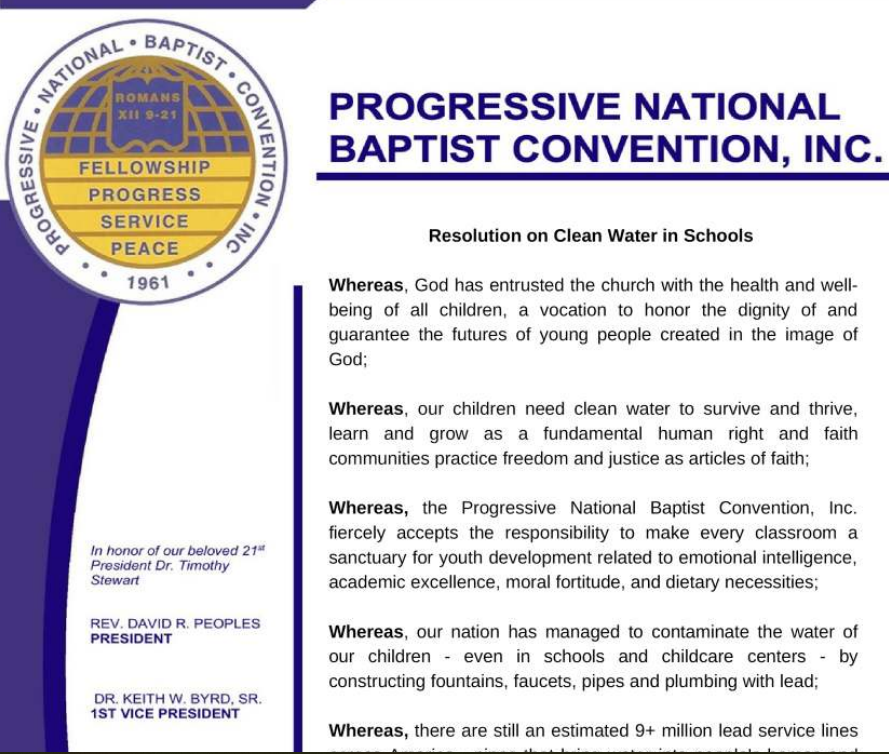 PROGRESSIVE • NATIONAL • BAPTIST • CONVENTION • INC
ROMANS
XII 9-21
FELLOWSHIP
PROGRESS
SERVICE
PEACE
1961
PROGRESSIVE NATIONAL
BAPTIST CONVENTION, INC.
Resolution on Clean Water in Schools
Whereas, God has entrusted the church with the health and well-
being of all children, a vocation to honor the dignity of and
guarantee the futures of young people created in the image of
God;
Whereas, our children need clean water to survive and thrive,
learn and grow as a fundamental human right and faith
communities practice freedom and justice as articles of faith;
Whereas, the Progressive National Baptist Convention, Inc.
fiercely accepts the responsibility to make every classroom a
sanctuary for youth development related to emotional intelligence,
academic excellence, moral fortitude, and dietary necessities;
Whereas, our nation has managed to contaminate the water of
our children - even in schools and childcare centers - by
constructing fountains, faucets, pipes and plumbing with lead;
Whereas, there are still an estimated 9+ million lead service lines
In honor of our beloved 21st
President Dr. Timothy
Stewart
REV. DAVID R. PEOPLES
PRESIDENT
DR. KEITH W. BYRD, SR.
1ST VICE PRESIDENT